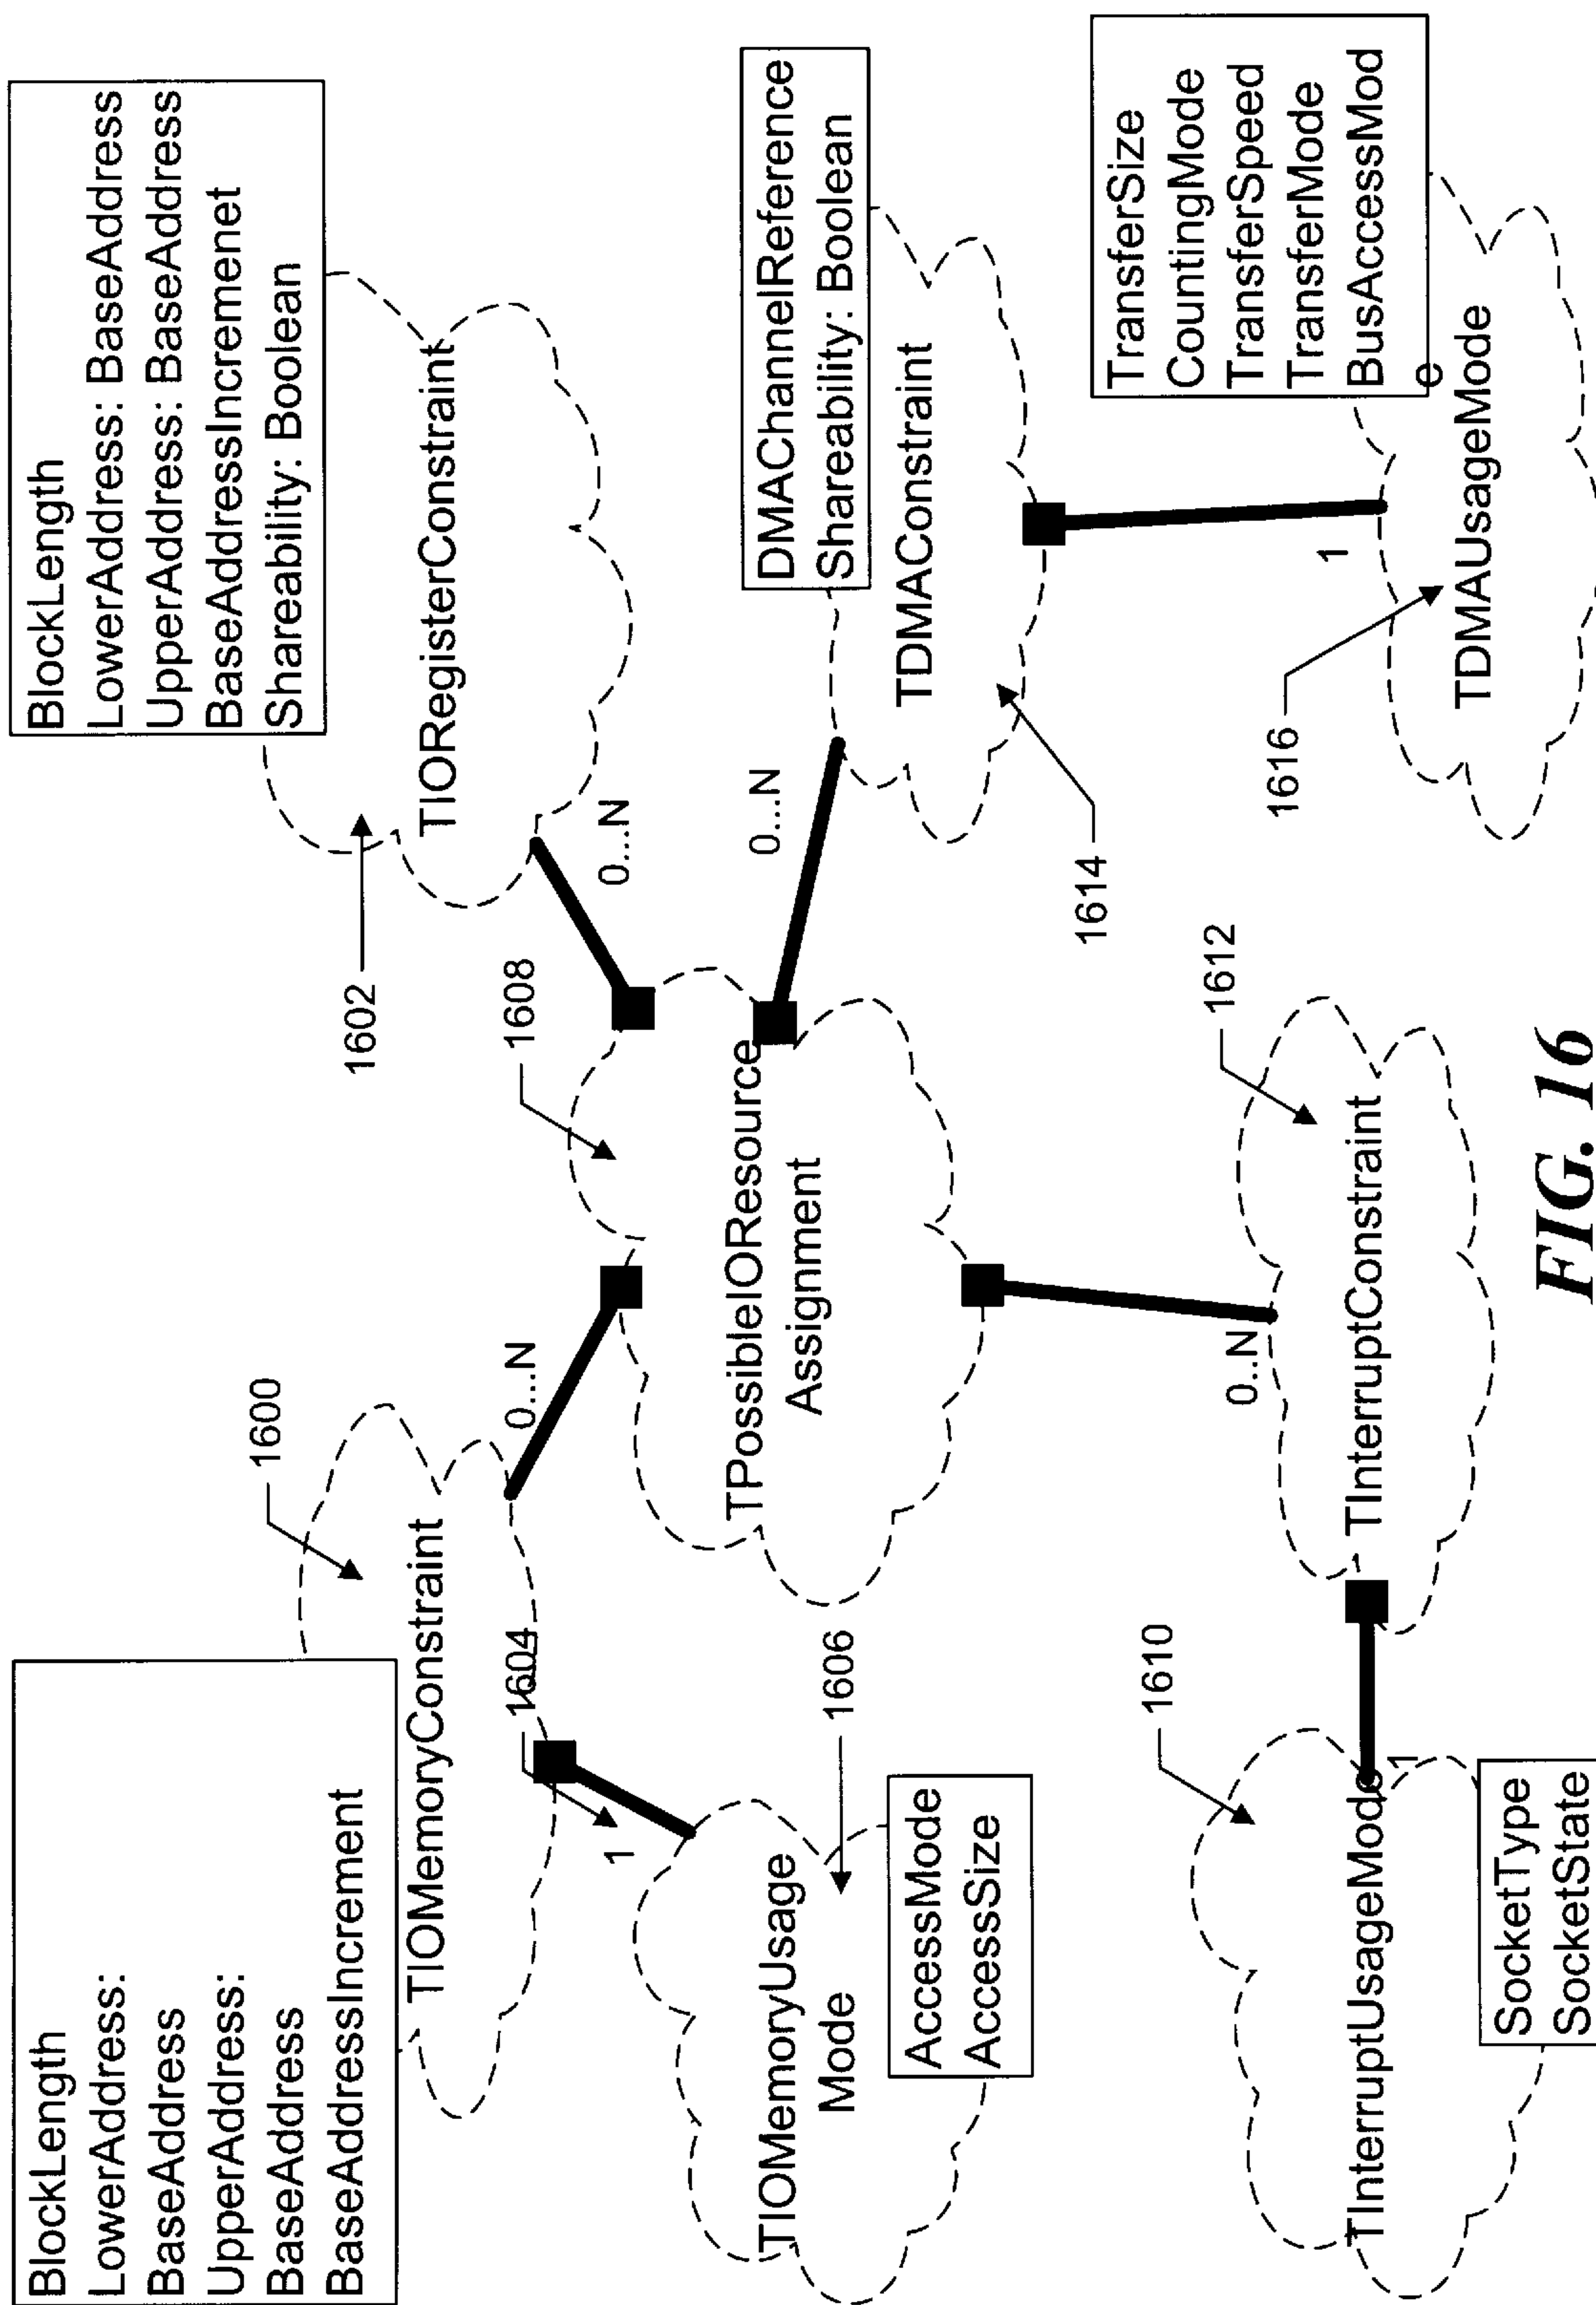 BlockLength
LowerAddress:
BaseAddress
UpperAddress:
BaseAddress
BaseAddressIncrement
1600
TIOMemoryConstraint
0...N
1604
1
TIOMemoryUsage
Mode
1606
AccessMode
AccessSize
BlockLength
LowerAddress: BaseAddress
UpperAddress: BaseAddress
BaseAddressIncremenet
Shareability: Boolean
1602
TIORegisterConstraint
0...N
1608
TPossibleIOResource
Assignment
0...N
DMAChannelReference
Shareability: Boolean
TDMAConstraint
1614
1
1616
TDMAUsageMode
TransferSize
CountingMode
TransferSpeed
TransferMode
BusAccessMod
e
1610
TInterruptUsageMode
1
SocketType
SocketState
0..N
1612
TInterruptConstraint
FIG. 16